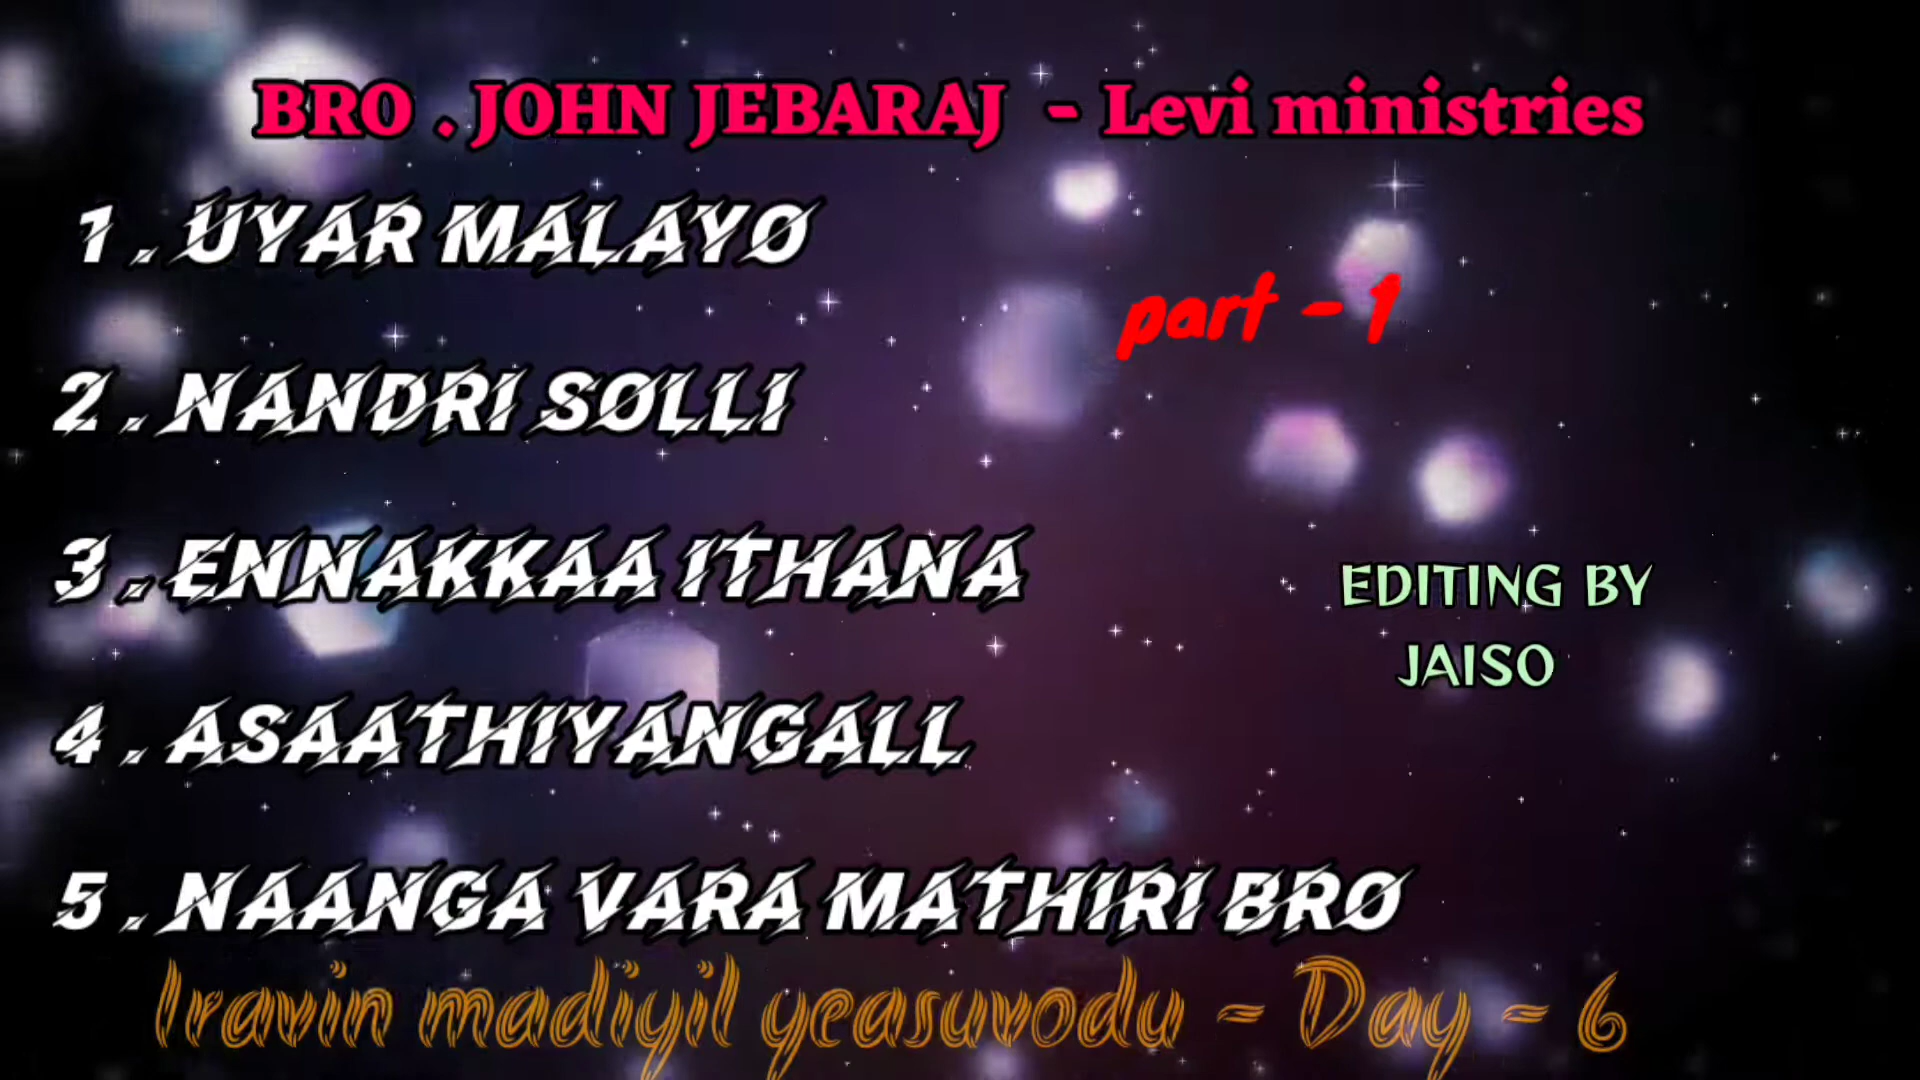 BRO . JOHN JEBARAJ - Levi ministries
1 . UYAR MALAYO
part - 1
2 . NANDRI SOLLI
3 . ENNAKKAA ITHANA
EDITING BY
JAISO
4 . ASAATHIYANGALL
5 . NAANGA VARA MATHIRI BRO
Iravin madiyil yeasuvodu - Day - 6